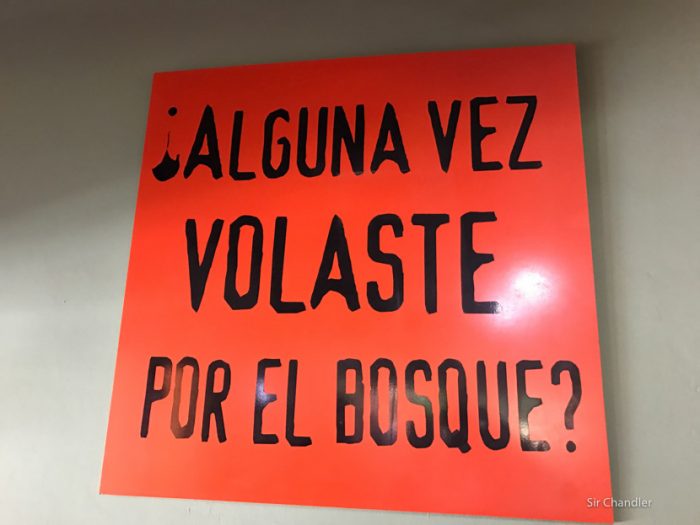 ¿ALGUNA VEZ
VOLASTE
POR EL BOSQUE?
Sir Chandler